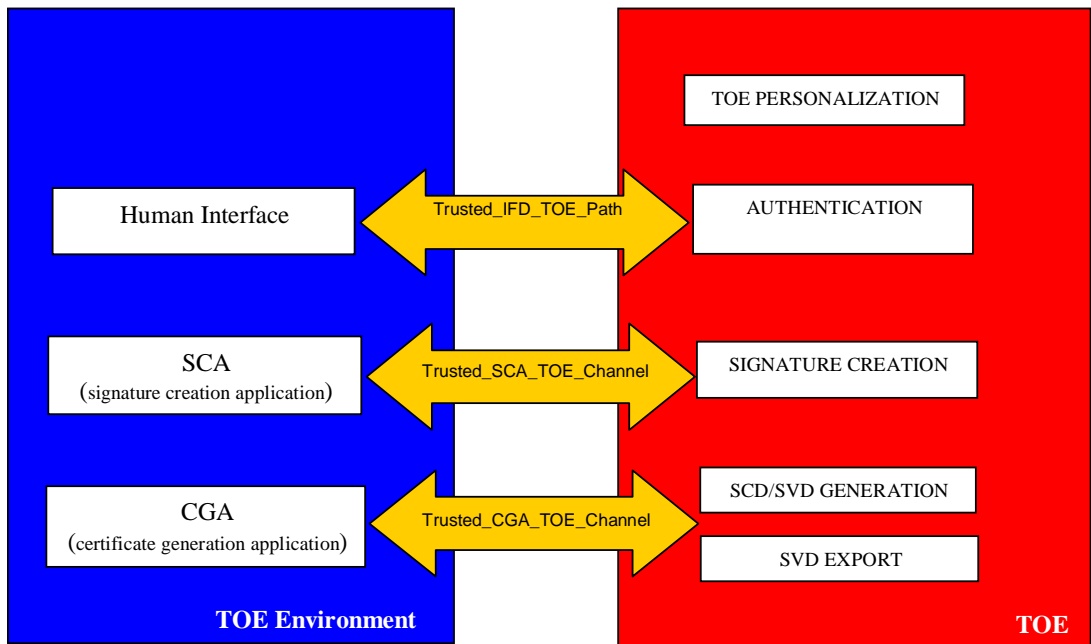 TOE PERSONALIZATION
Human Interface
Trusted_IFD_TOE_Path
AUTHENTICATION
SCA
(signature creation application)
Trusted_SCA_TOE_Channel
SIGNATURE CREATION
CGA
(certificate generation application)
Trusted_CGA_TOE_Channel
SCD/SVD GENERATION
SVD EXPORT
TOE Environment
TOE